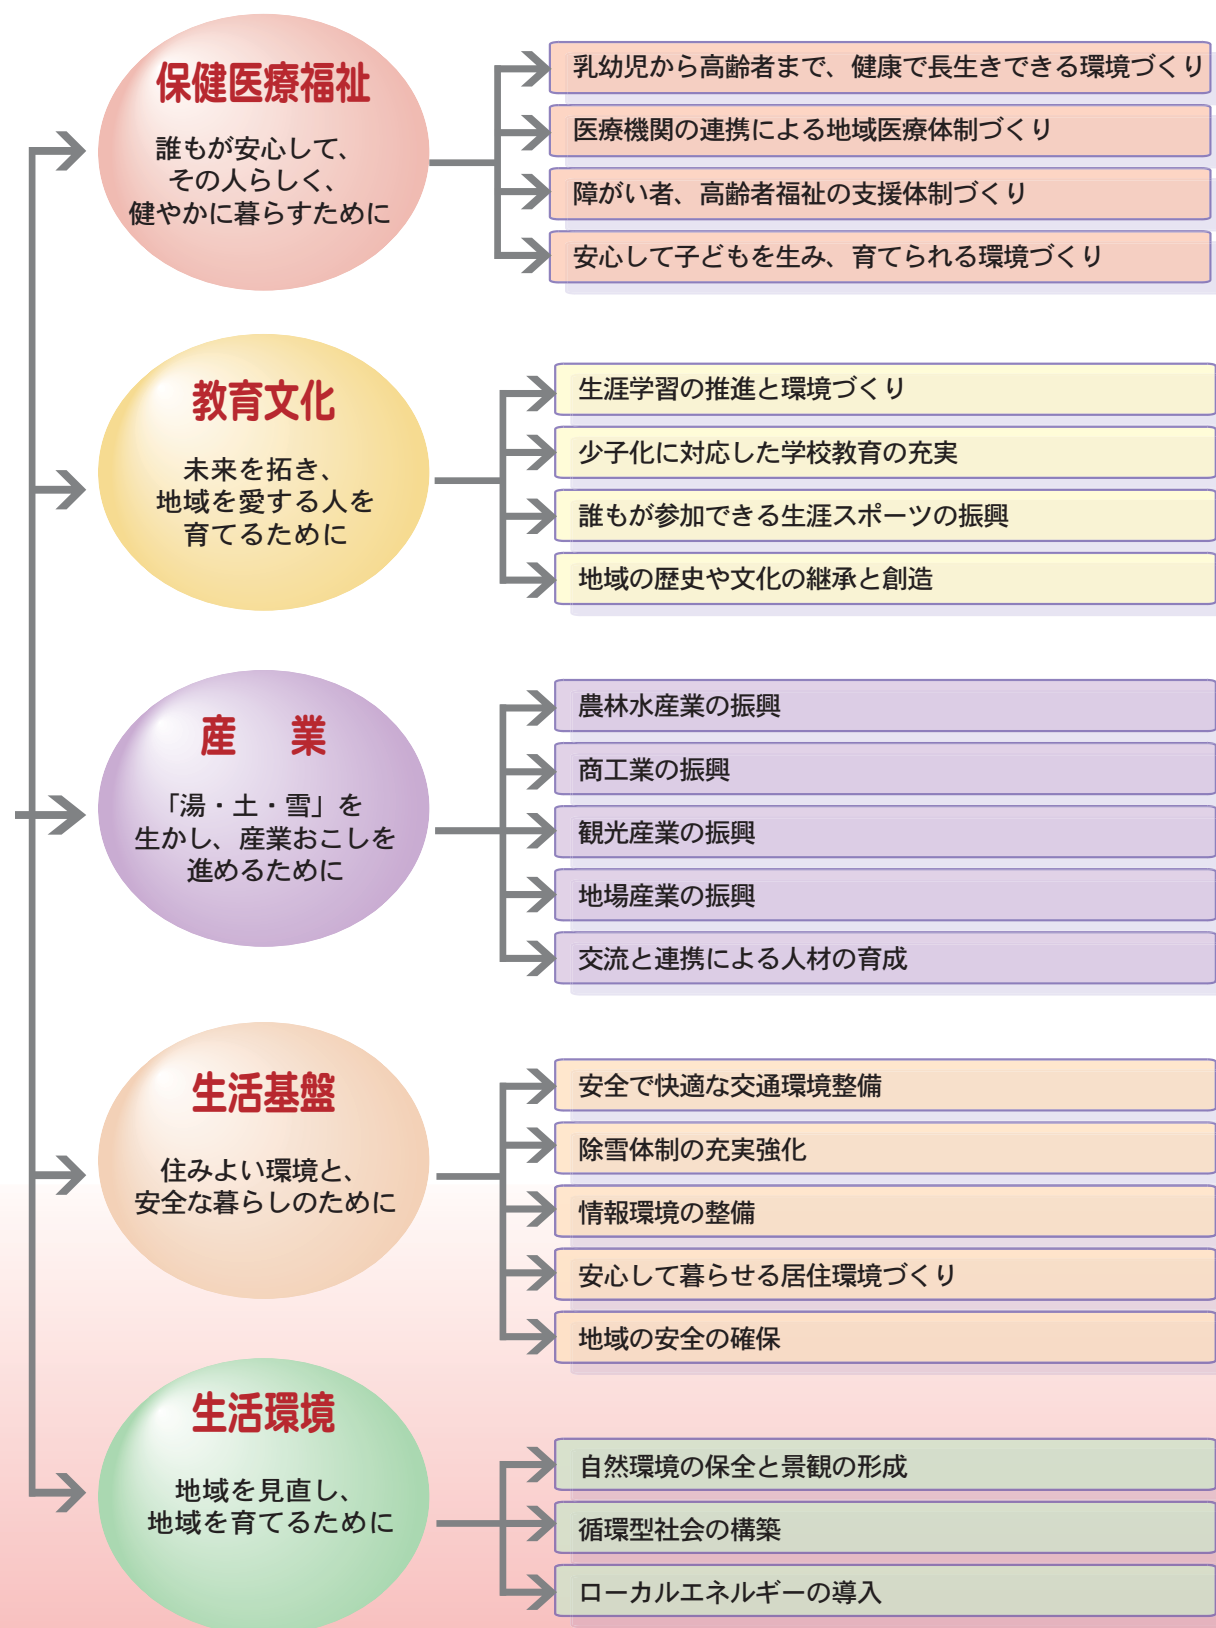 保健医療福祉
誰もが安心して、
その人らしく、
健やかに暮らすために
乳幼児から高齢者まで、健康で長生きできる環境づくり
医療機関の連携による地域医療体制づくり
障がい者、高齢者福祉の支援体制づくり
安心して子どもを生み、育てられる環境づくり
教育文化
未来を拓き、
地域を愛する人を
育てるために
生涯学習の推進と環境づくり
少子化に対応した学校教育の充実
誰もが参加できる生涯スポーツの振興
地域の歴史や文化の継承と創造
産　業
「湯・土・雪」を
生かし、産業おこしを
進めるために
農林水産業の振興
商工業の振興
観光産業の振興
地場産業の振興
交流と連携による人材の育成
生活基盤
住みよい環境と、
安全な暮らしのために
安全で快適な交通環境整備
除雪体制の充実強化
情報環境の整備
安心して暮らせる居住環境づくり
地域の安全の確保
生活環境
地域を見直し、
地域を育てるために
自然環境の保全と景観の形成
循環型社会の構築
ローカルエネルギーの導入